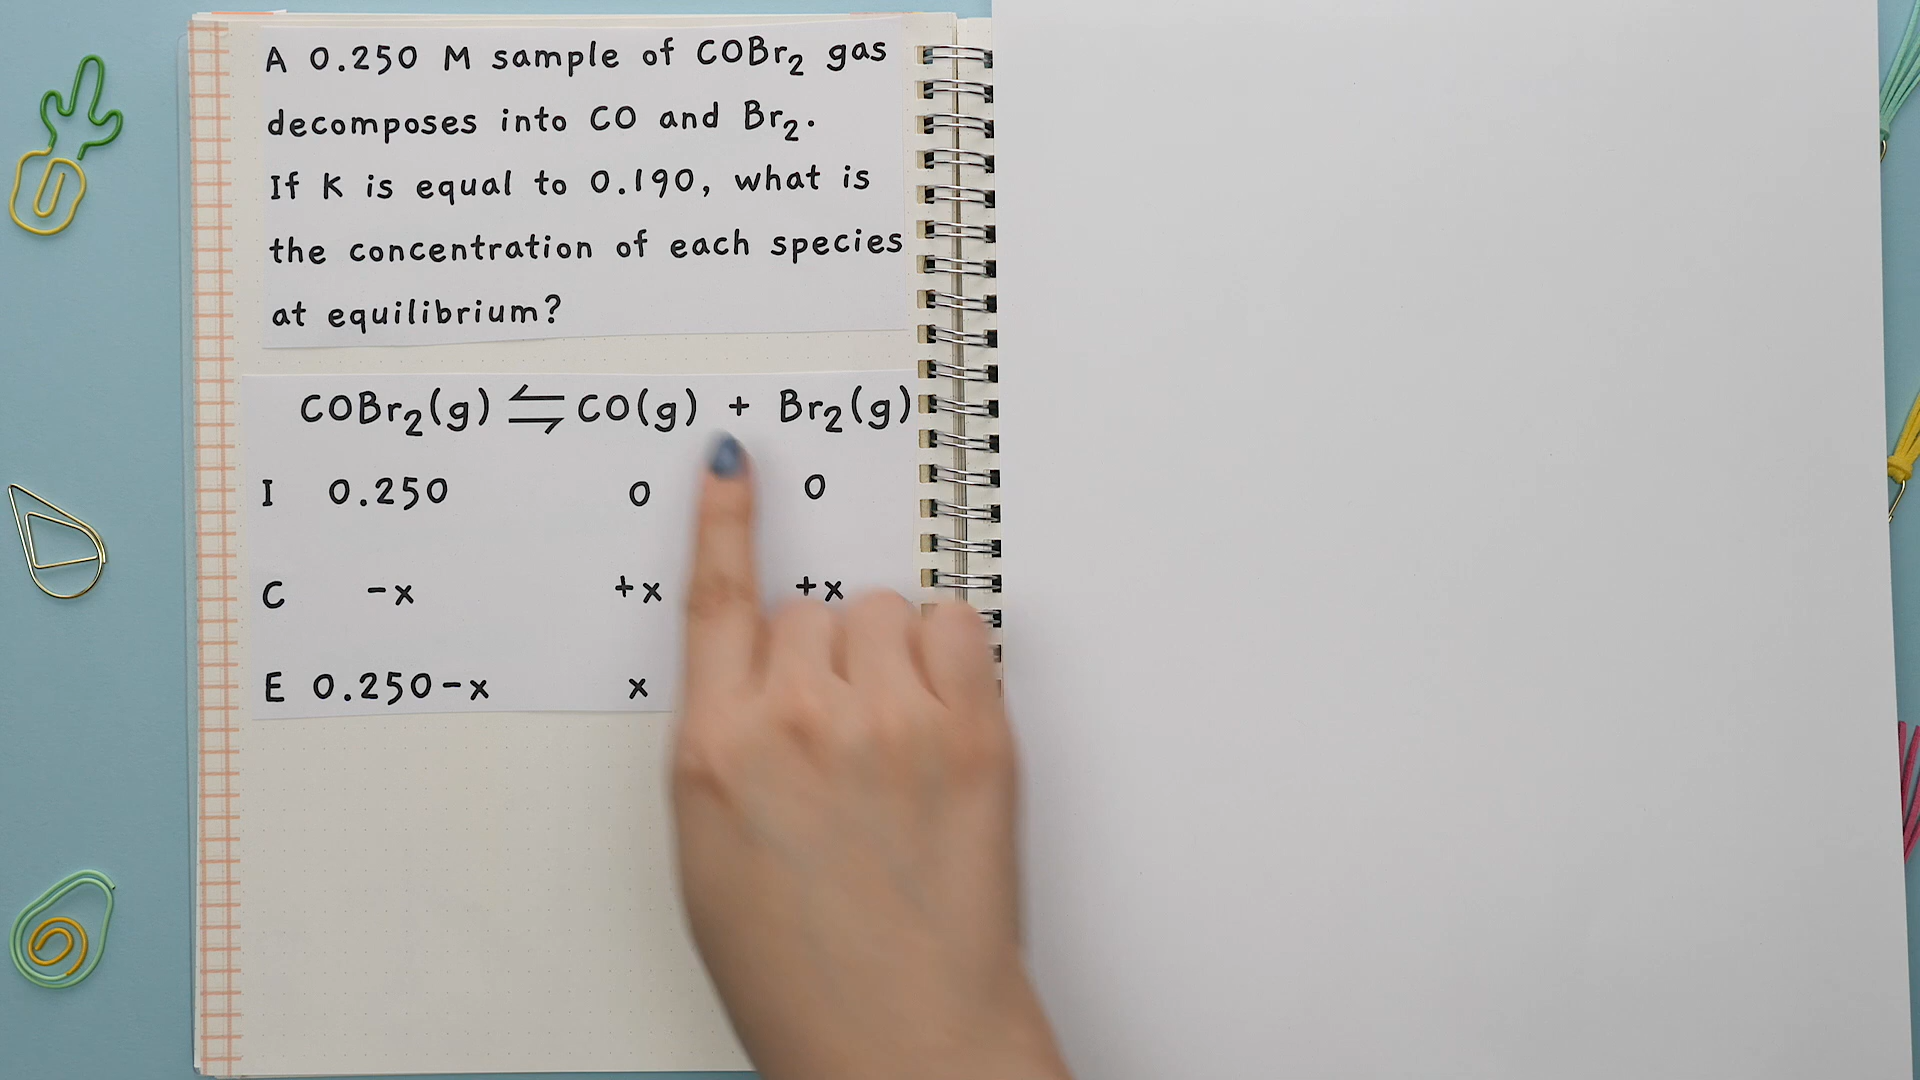 A 0.250 M sample of COBr₂ gas
decomposes into CO and Br₂.
If K is equal to 0.190, what is
the concentration of each species
at equilibrium?
COBr₂(g) ⇌ CO(g) + Br₂(g)
I 0.250 0 0
C -x +x +x
E 0.250-x x